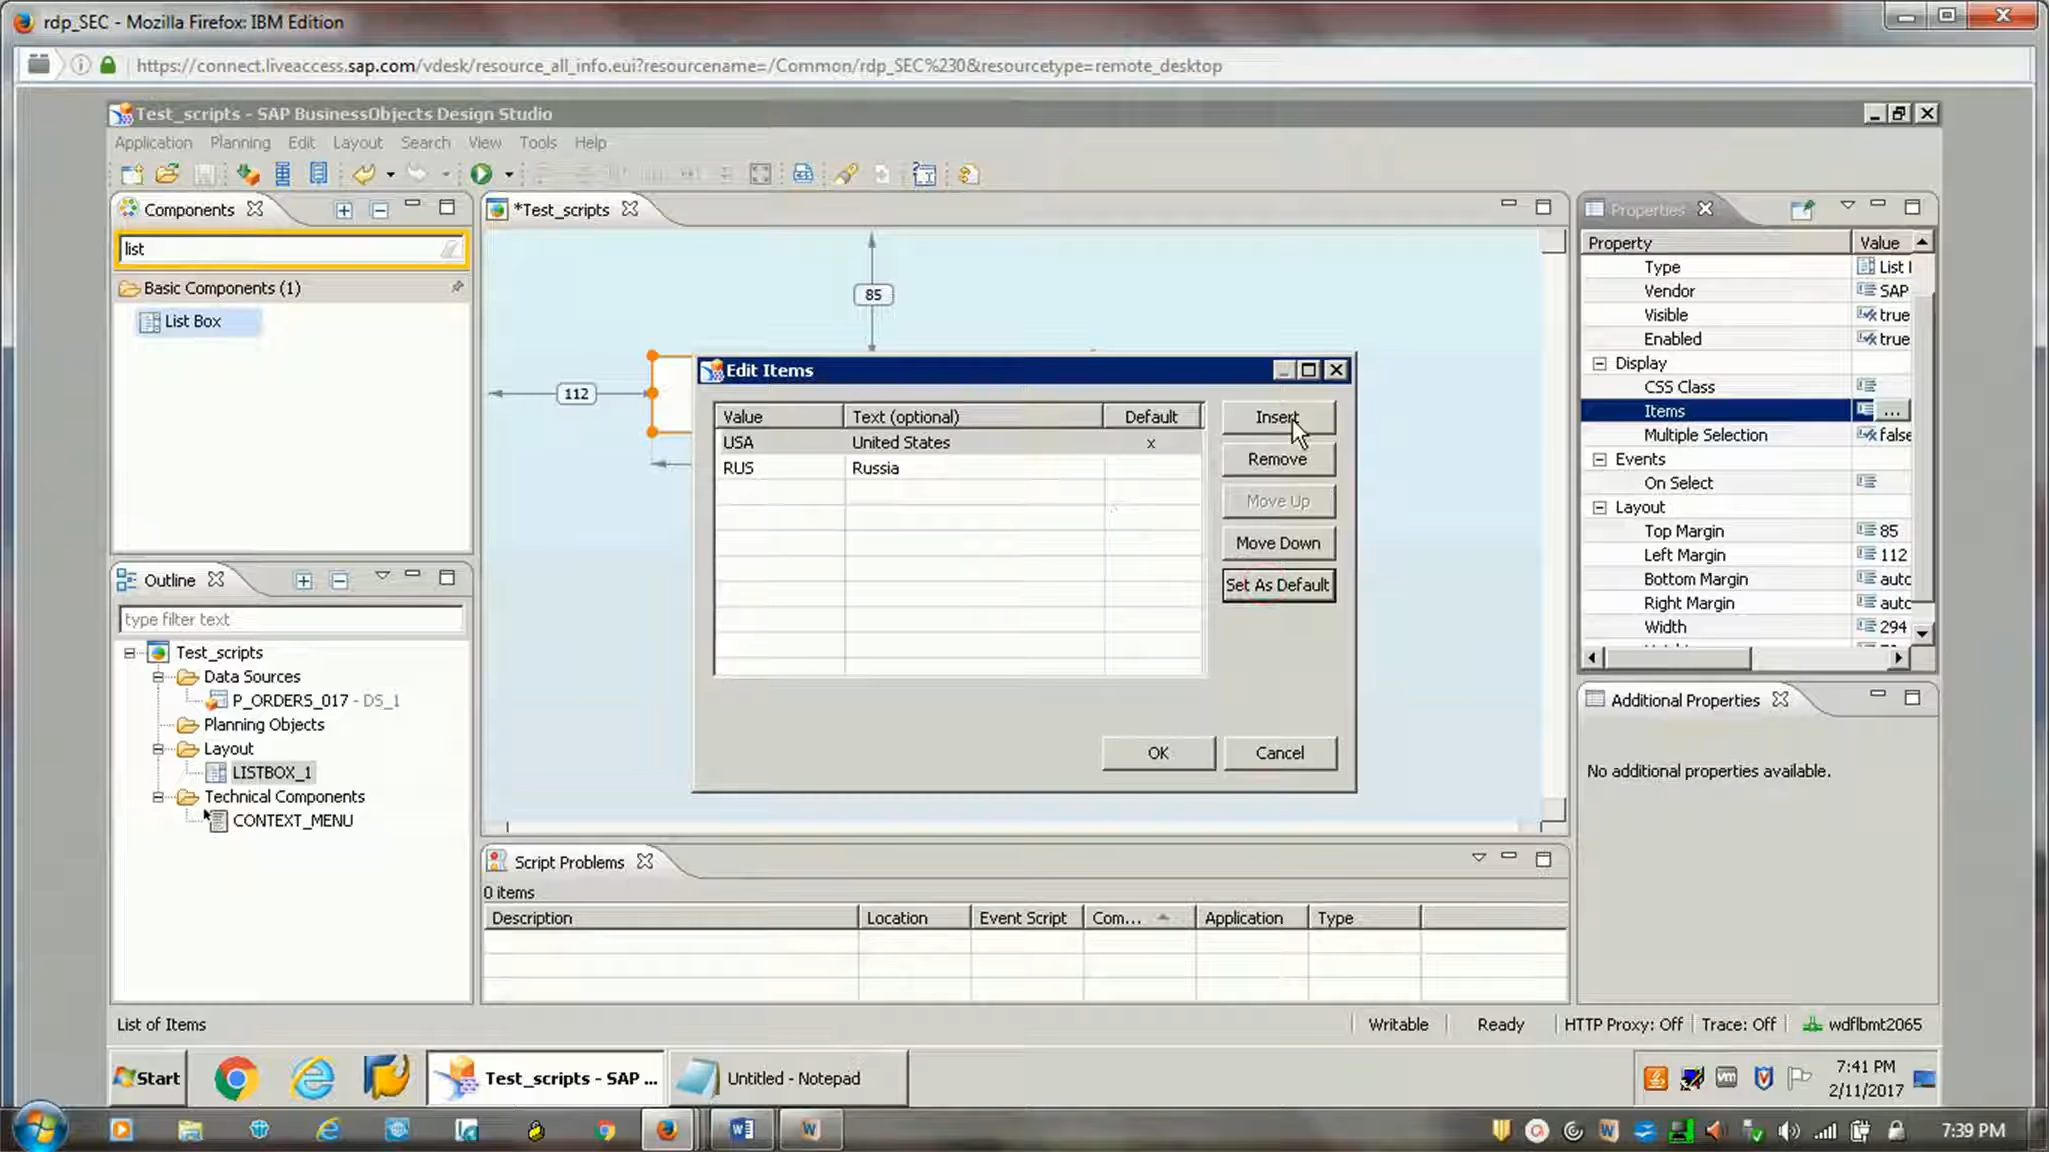 rdp_SEC - Mozilla Firefox: IBM Edition
https://connect.liveaccess.sap.com/vdesk/resource_all_info.eui?resourcename=/Common/rdp_SEC%230&resourcetype=remote_desktop
Test_scripts - SAP BusinessObjects Design Studio
Application Planning Edit Layout Search View Tools Help
Components
list
Basic Components (1)
List Box
*Test_scripts
85
112
Edit Items
Value Text (optional) Default
USA United States x
RUS Russia
Insert
Remove
Move Up
Move Down
Set As Default
OK Cancel
Properties
Property Value
Type List
Vendor SAP
Visible true
Enabled true
Display
CSS Class
Items ...
Multiple Selection false
Events
On Select
Layout
Top Margin 85
Left Margin 112
Bottom Margin auto
Right Margin auto
Width 294
Outline
type filter text
Test_scripts
Data Sources
P_ORDERS_017 - DS_1
Planning Objects
Layout
LISTBOX_1
Technical Components
CONTEXT_MENU
Additional Properties
No additional properties available.
Script Problems
0 items
Description Location Event Script Com... Application Type
List of Items Writable Ready HTTP Proxy: Off Trace: Off wdflbmt2065
Start Test_scripts - SAP ... Untitled - Notepad 7:41 PM
2/11/2017
7:39 PM